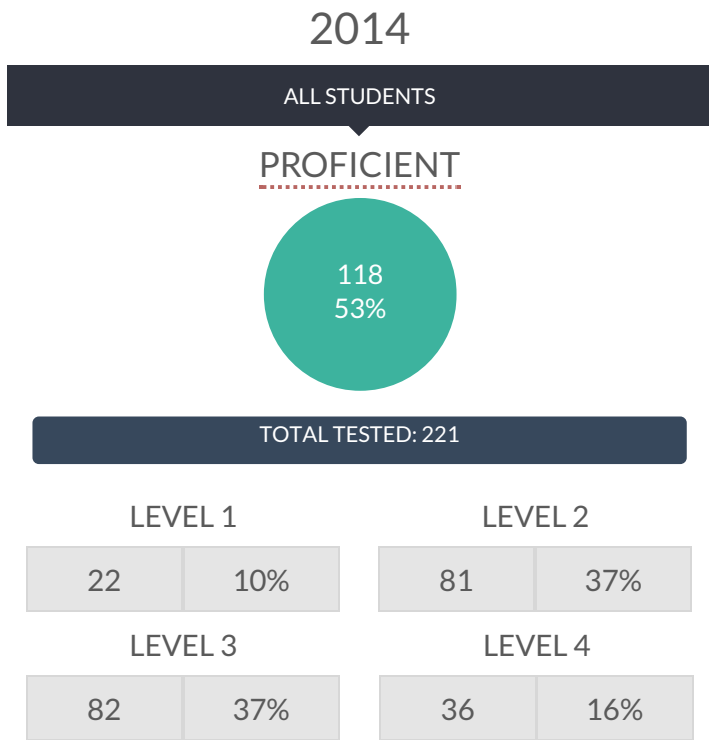 2014
ALL STUDENTS
PROFICIENT
118
53%
TOTAL TESTED: 221
LEVEL 1 LEVEL 2
22 10% 81 37%
LEVEL 3 LEVEL 4
82 37% 36 16%